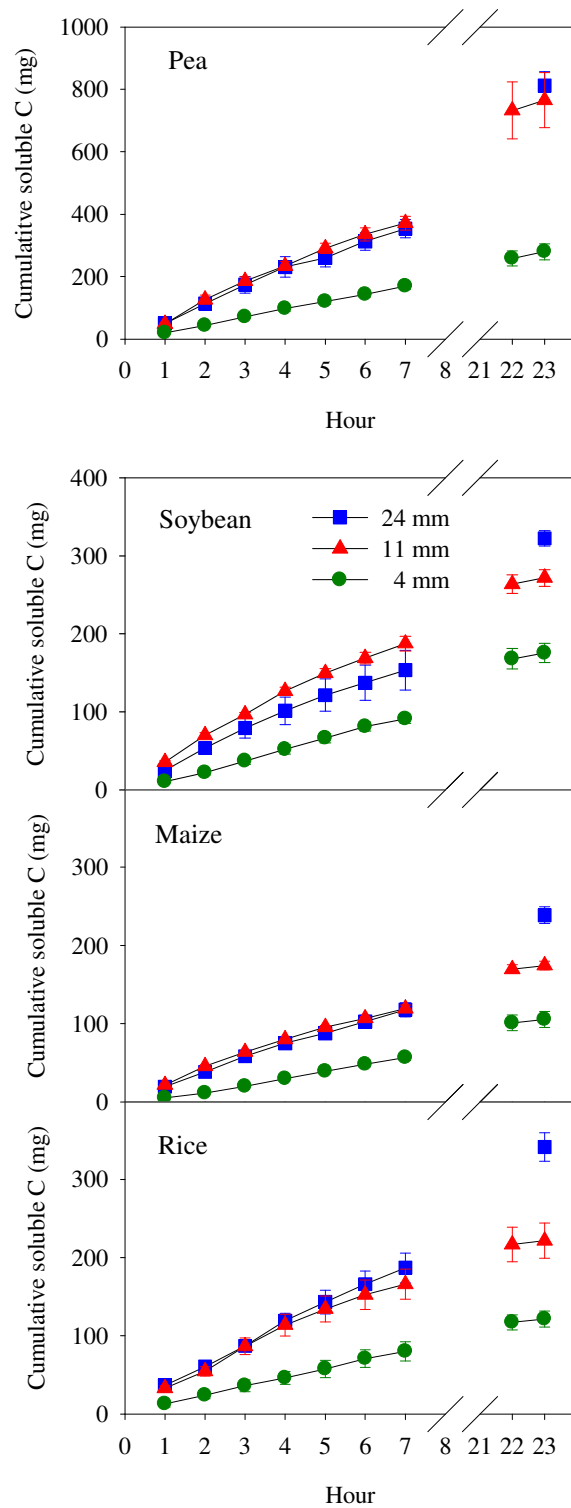 1000
Pea
800
600
400
200
0
Cumulatitve soluble C (mg)
0 1 2 3 4 5 6 7 8 21 22 23
Hour
400
Soybean
24 mm
11 mm
4 mm
300
200
100
0
Cumulative soluble C (mg)
Maize
300
200
100
0
Cumulative soluble C (mg)
Rice
300
200
100
0
Cumulative soluble C (mg)
0 1 2 3 4 5 6 7 8 21 22 23
Hour